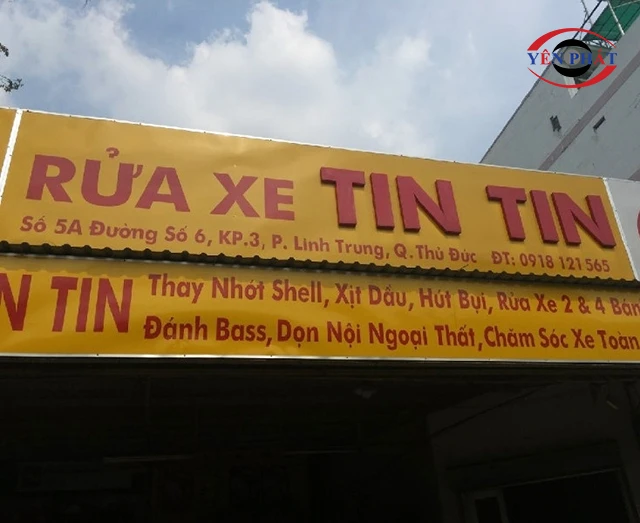 YÊN PHÁT
RỬA XE TIN TIN
Số 5A Đường Số 6, KP.3, P. Linh Trung, Q. Thủ Đức ĐT: 0918 121 565
TIN Thay Nhớt Shell, Xịt Dầu, Hút Bụi, Rửa Xe 2 & 4 Bán
Đánh Bass, Dọn Nội Ngoại Thất, Chăm Sóc Xe Toàn